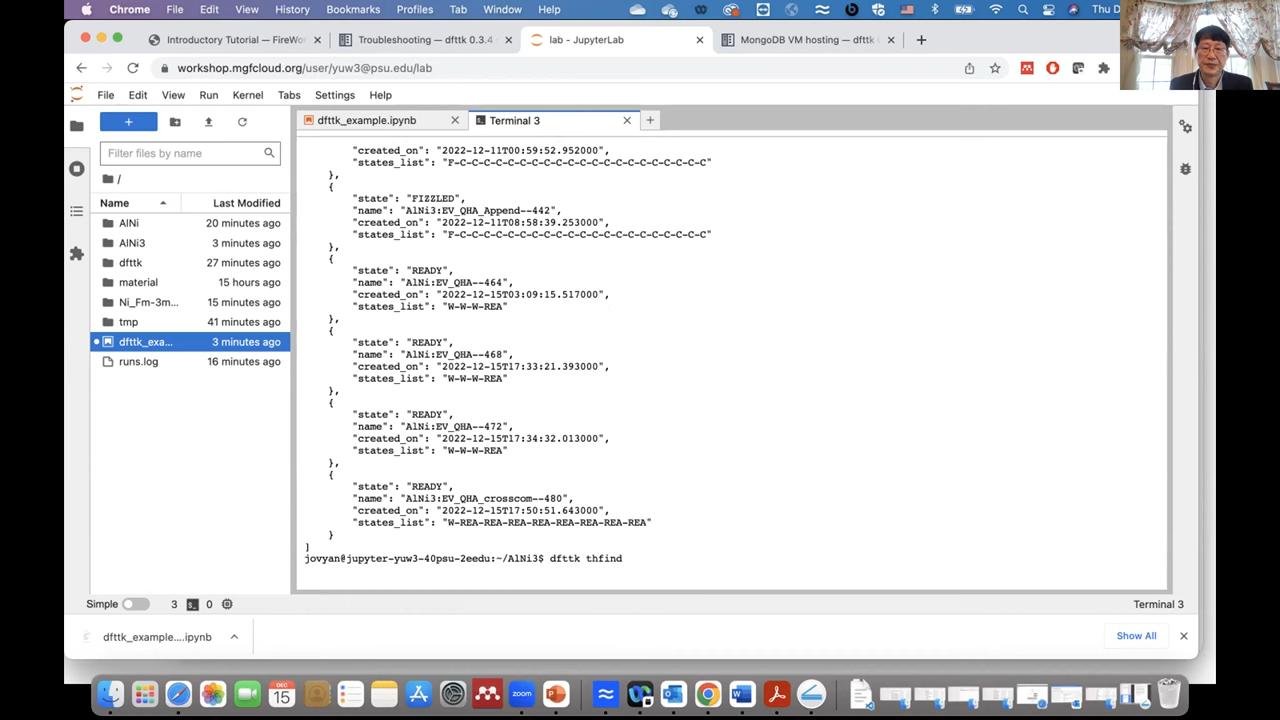 Chrome File Edit View History Bookmarks Profiles Tab Window Help Thu D
Introductory Tutorial — FireWo
Troubleshooting — dfttk 0.3.4
lab - JupyterLab
MongoDB VM hosting — dfttk
workshop.mgfcloud.org/user/yuw3@psu.edu/lab
File Edit View Run Kernel Tabs Settings Help
dfttk_example.ipynb
Terminal 3
Filter files by name
/
Name Last Modified
AlNi 20 minutes ago
AlNi3 3 minutes ago
dfttk 27 minutes ago
material 15 hours ago
Ni_Fm-3m... 15 minutes ago
tmp 41 minutes ago
dfttk_exa... 3 minutes ago
runs.log 16 minutes ago
"created_on": "2022-12-11T00:59:52.952000",
"states_list": "F-C-C-C-C-C-C-C-C-C-C-C-C-C-C-C-C-C-C-C-C-C"
},
{
"state": "FIZZLED",
"name": "AlNi3:EV_QHA_Append--442",
"created_on": "2022-12-11T08:58:39.253000",
"states_list": "F-C-C-C-C-C-C-C-C-C-C-C-C-C-C-C-C-C-C-C-C-C"
},
{
"state": "READY",
"name": "AlNi:EV_QHA--464",
"created_on": "2022-12-15T03:09:15.517000",
"states_list": "W-W-W-REA"
},
{
"state": "READY",
"name": "AlNi:EV_QHA--468",
"created_on": "2022-12-15T17:33:21.393000",
"states_list": "W-W-W-REA"
},
{
"state": "READY",
"name": "AlNi:EV_QHA--472",
"created_on": "2022-12-15T17:34:32.013000",
"states_list": "W-W-W-REA"
},
{
"state": "READY",
"name": "AlNi3:EV_QHA_crosscom--480",
"created_on": "2022-12-15T17:50:51.643000",
"states_list": "W-REA-REA-REA-REA-REA-REA-REA-REA"
}
]
jovyan@jupyter-yuw3-40psu-2eedu:~/AlNi3$ dfttk thfind
Simple 3 0 Terminal 3
dfttk_example....ipynb
Show All
DEC
15
zoom